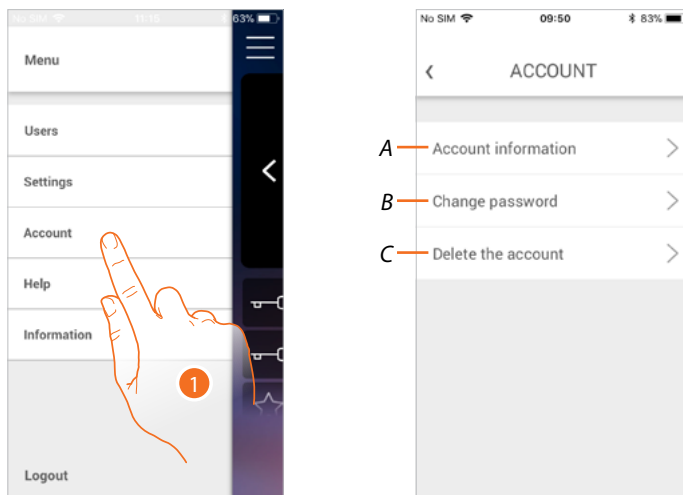 No SIM 11:15 63%
Menu
Users
Settings
Account
Help
Information
Logout
1
No SIM 09:50 83%
ACCOUNT
A Account information
B Change password
C Delete the account